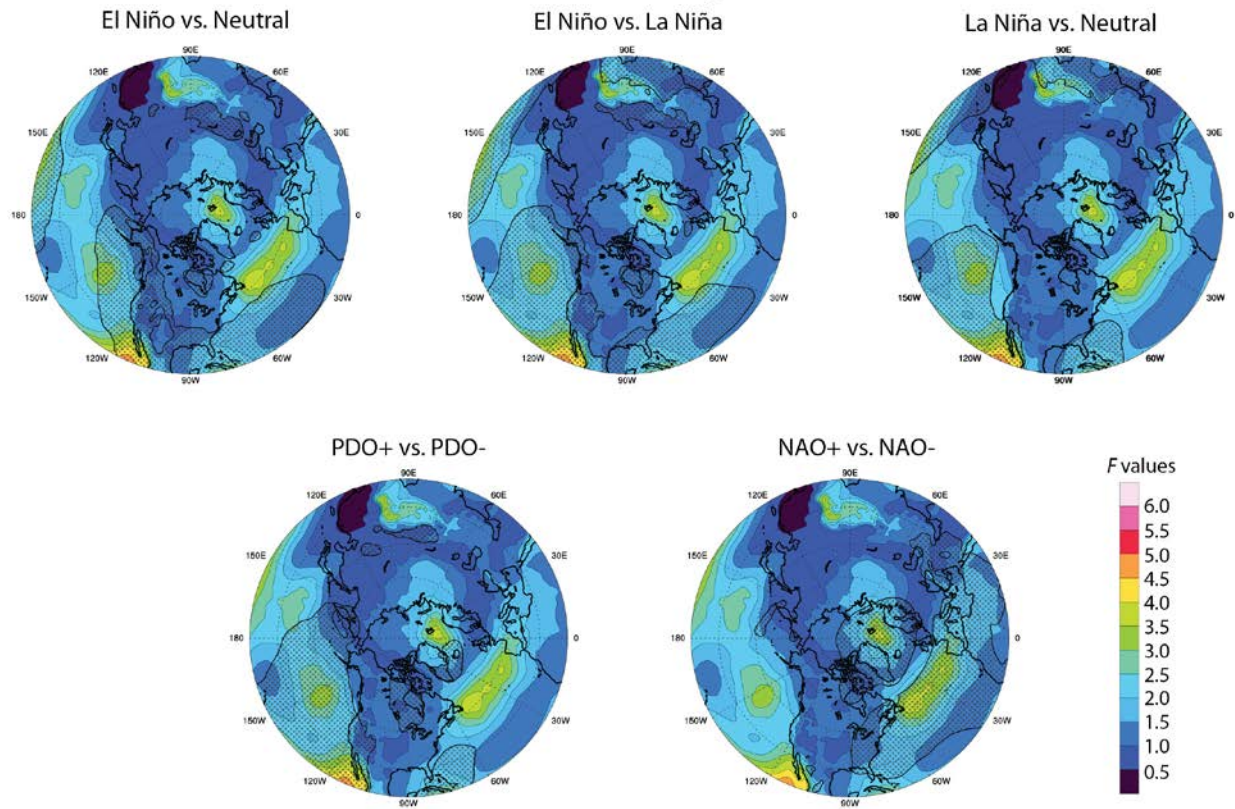 El Niño vs. Neutral
El Niño vs. La Niña
La Niña vs. Neutral
90E
120E
60E
150E
30E
180
0
150W
30W
120W
60W
90W
90E
120E
60E
150E
30E
180
0
150W
30W
120W
60W
90W
90E
120E
60E
150E
30E
180
0
150W
30W
120W
60W
90W
PDO+ vs. PDO-
NAO+ vs. NAO-
90E
120E
60E
150E
30E
180
0
150W
30W
120W
60W
90W
90E
120E
60E
150E
30E
180
0
150W
30W
120W
60W
90W
F values
6.0
5.5
5.0
4.5
4.0
3.5
3.0
2.5
2.0
1.5
1.0
0.5